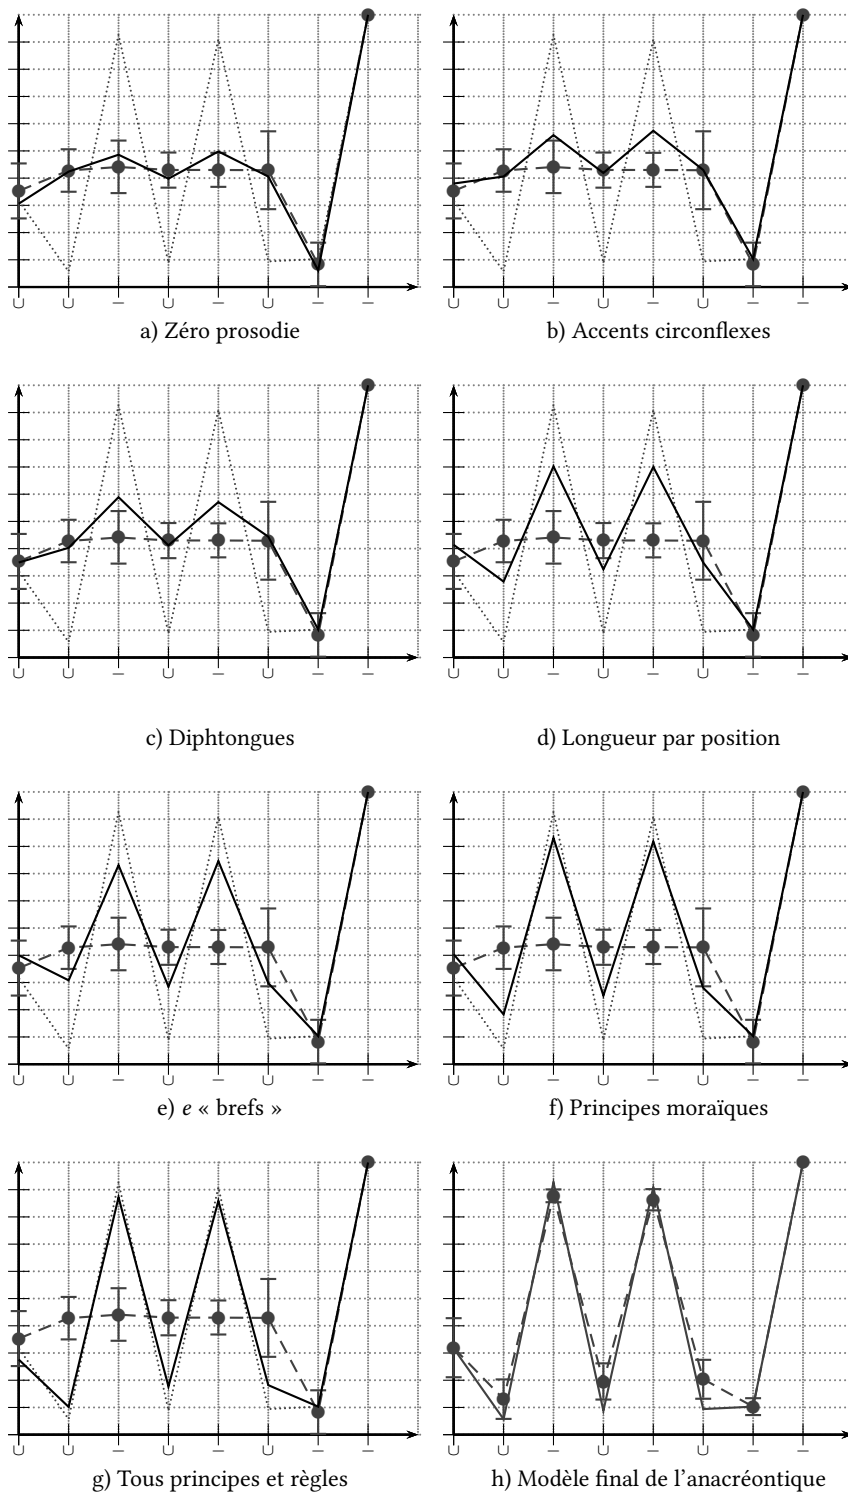 a) Zéro prosodie
b) Accents circonflexes
c) Diphtongues
d) Longueur par position
e) e « brefs »
f) Principes moraïques
g) Tous principes et règles
h) Modèle final de l’anacréontique